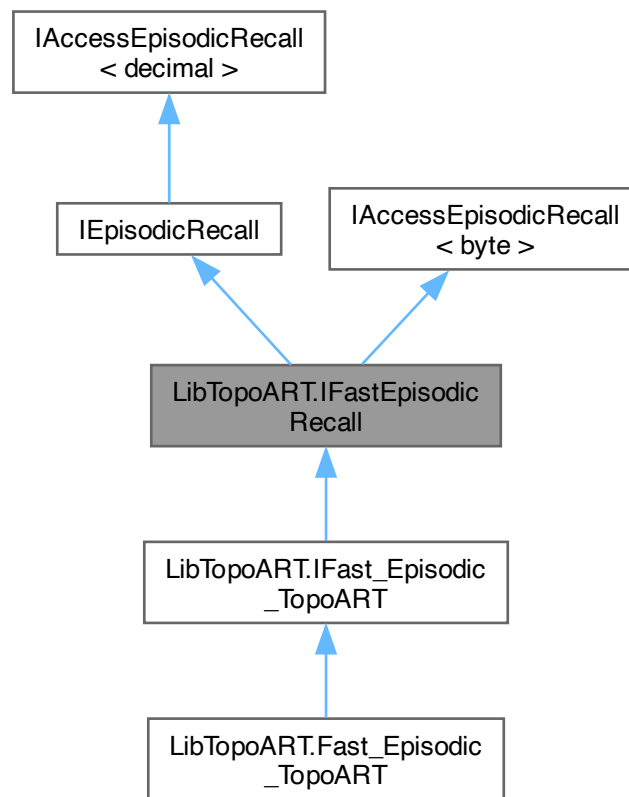 IAccessEpisodicRecall
< decimal >
IEpisodicRecall
IAccessEpisodicRecall
< byte >
LibTopoART.IFastEpisodic
Recall
LibTopoART.IFast_Episodic
_TopoART
LibTopoART.Fast_Episodic
_TopoART